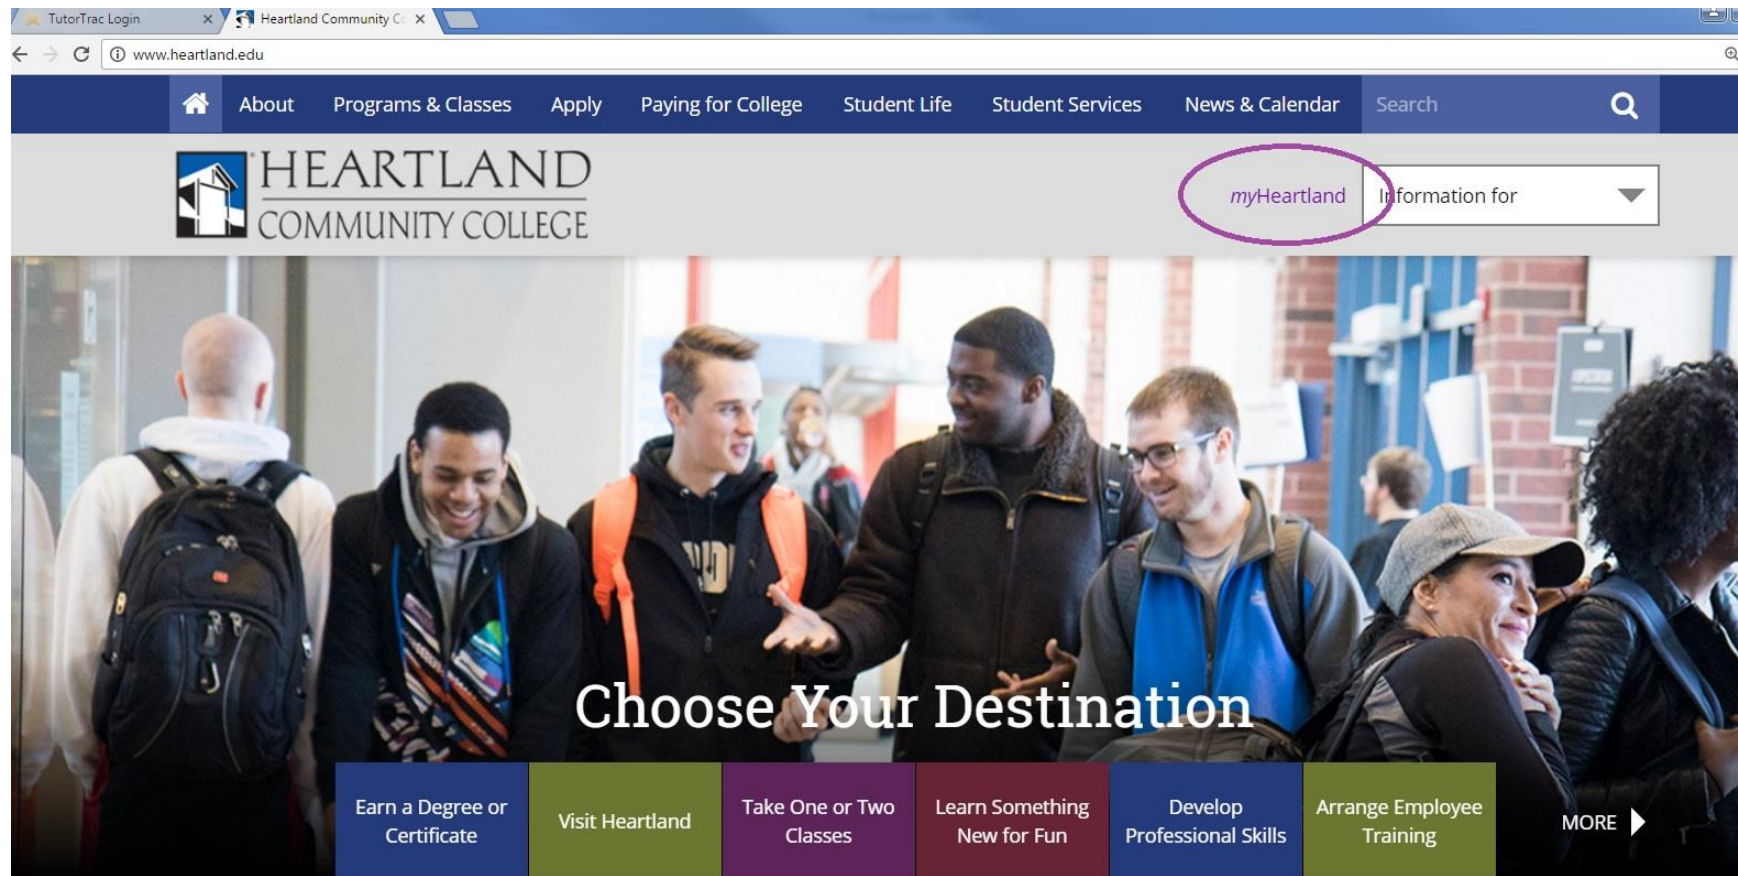 TutorTrac Login
Heartland Community Co
www.heartland.edu
About Programs & Classes Apply Paying for College Student Life Student Services News & Calendar Search
HEARTLAND
COMMUNITY COLLEGE
myHeartland
Information for
Choose Your Destination
Earn a Degree or
Certificate
Visit Heartland
Take One or Two
Classes
Learn Something
New for Fun
Develop
Professional Skills
Arrange Employee
Training
MORE